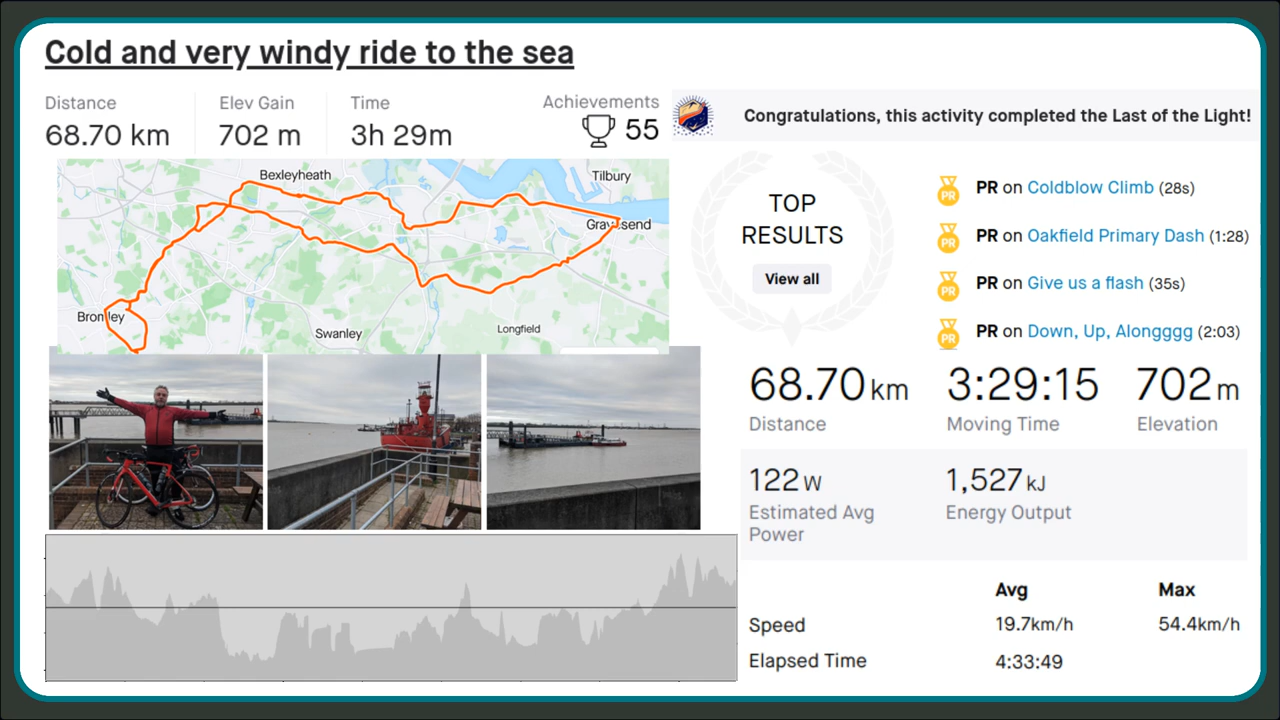 Cold and very windy ride to the sea
Distance
68.70 km
Elev Gain
702 m
Time
3h 29m
Achievements
55
Congratulations, this activity completed the Last of the Light!
Bexleyheath
Tilbury
Gravesend
Bromley
Swanley
Longfield
TOP
RESULTS
View all
PR PR on Coldblow Climb (28s)
PR PR on Oakfield Primary Dash (1:28)
PR PR on Give us a flash (35s)
PR PR on Down, Up, Alongggg (2:03)
68.70 km
Distance
3:29:15
Moving Time
702 m
Elevation
122 W
Estimated Avg
Power
1,527 kJ
Energy Output
Avg Max
Speed 19.7km/h 54.4km/h
Elapsed Time 4:33:49